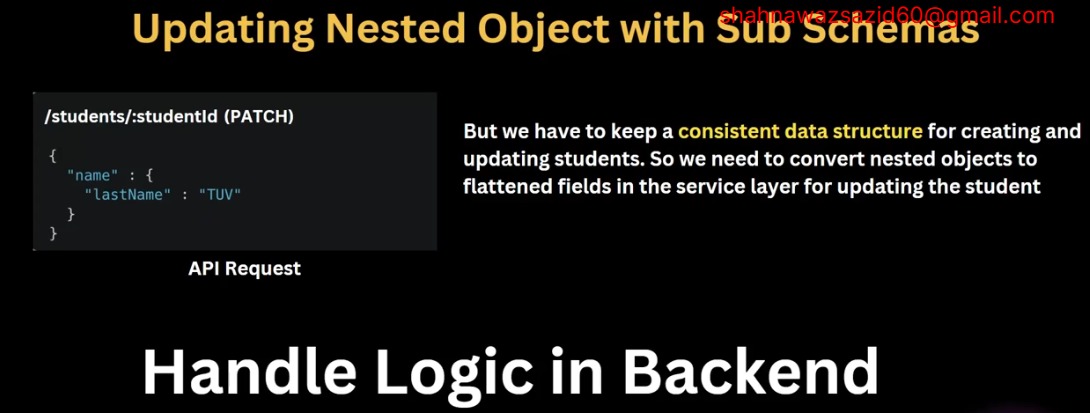 shahnawazsazid60@gmail.com
Updating Nested Object with Sub Schemas
/students/:studentId (PATCH)
{
"name" : {
"lastName" : "TUV"
}
}
API Request
But we have to keep a consistent data structure for creating and
updating students. So we need to convert nested objects to
flattened fields in the service layer for updating the student
Handle Logic in Backend